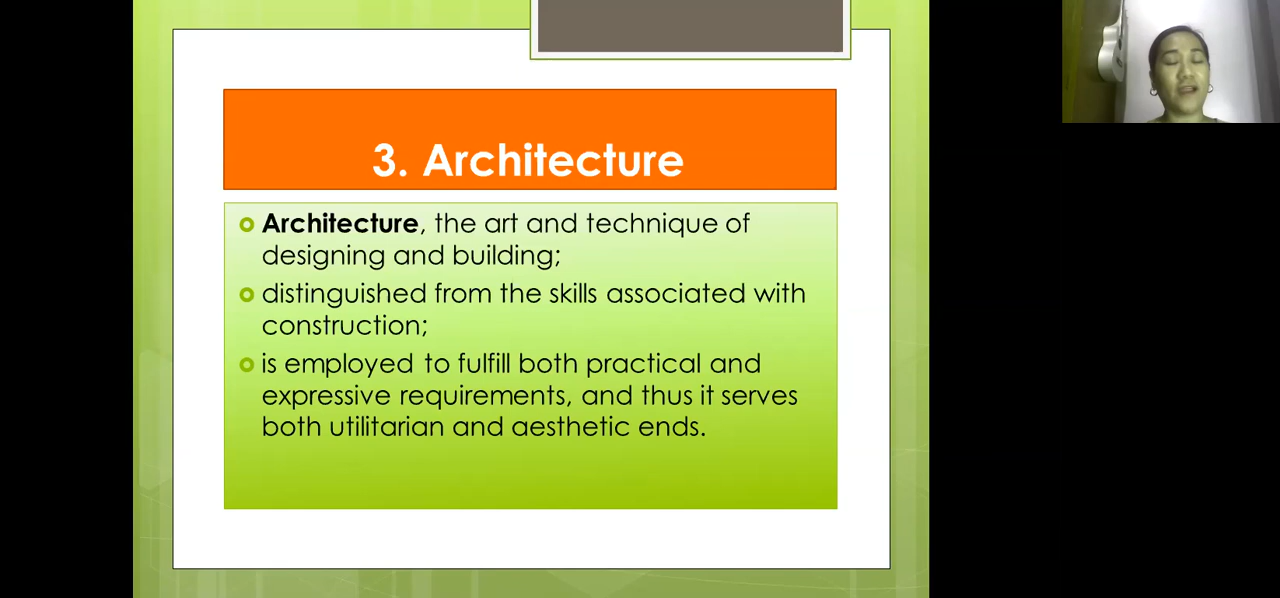 3. Architecture
Architecture, the art and technique of
designing and building;
distinguished from the skills associated with
construction;
is employed to fulfill both practical and
expressive requirements, and thus it serves
both utilitarian and aesthetic ends.